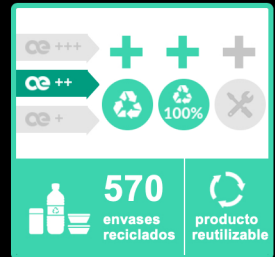 æ +++
æ ++
æ +
100%
570
envases
reciclados
producto
reutilizable